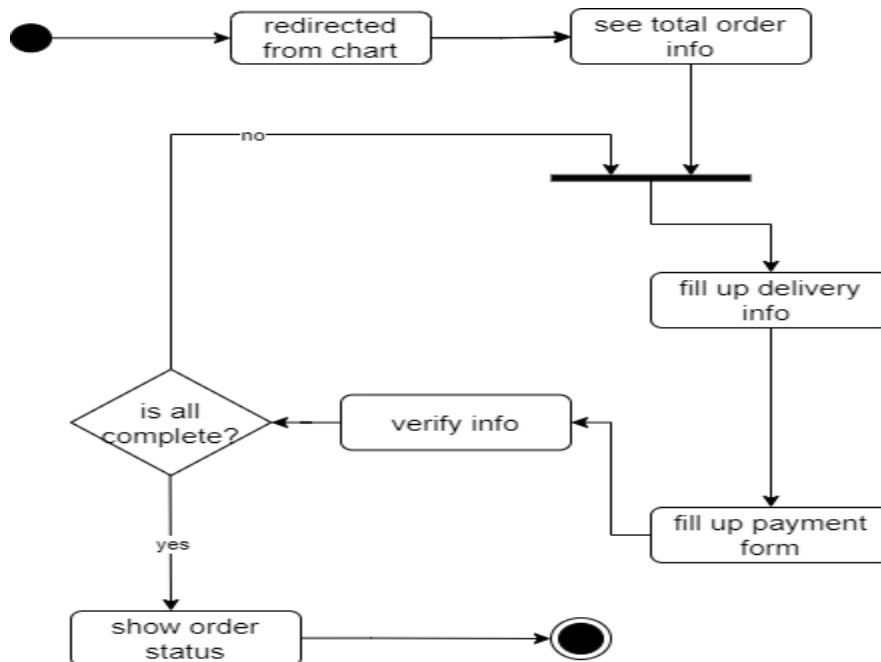 redirected
from chart
see total order
info
no
fill up delivery
info
is all
complete?
verify info
fill up payment
form
yes
show order
status